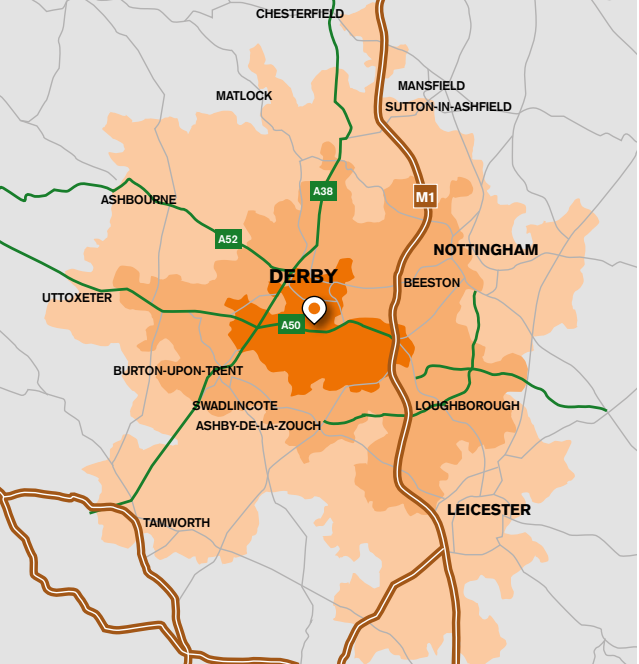 CHESTERFIELD
MANSFIELD
MATLOCK
SUTTON-IN-ASHFIELD
A38
M1
ASHBOURNE
A52
NOTTINGHAM
DERBY
BEESTON
UTTOXETER
A50
BURTON-UPON-TRENT
SWADLINCOTE
LOUGHBOROUGH
ASHBY-DE-LA-ZOUCH
LEICESTER
TAMWORTH